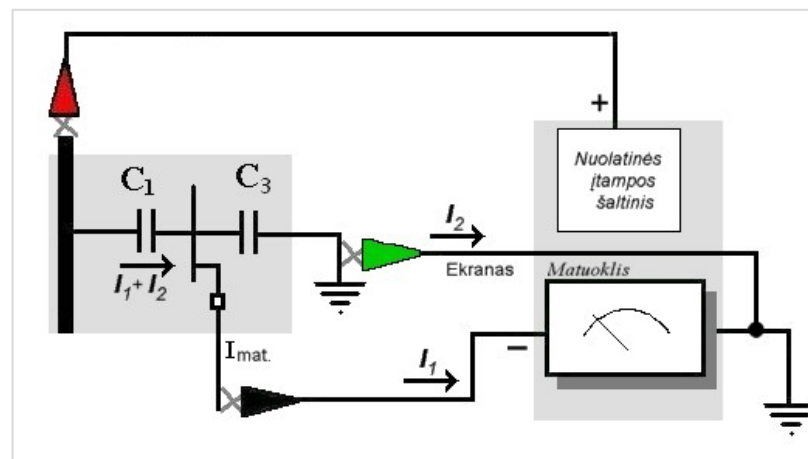 +
Nuolatinės
įtampos
šaltinis
C₁
C₃
I₁+ I₂
I₂
Ekranas
Matuoklis
Iₘₐₜ.
I₁
−